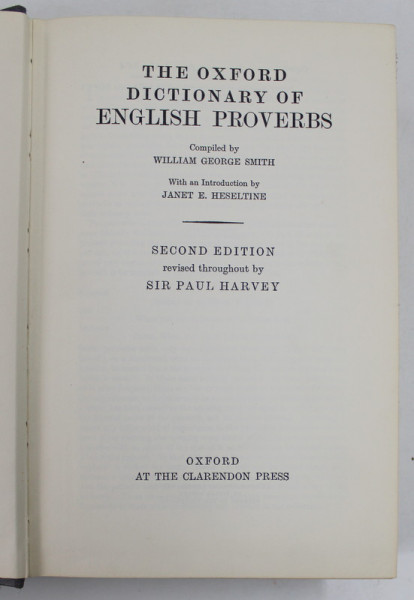 THE OXFORD
DICTIONARY OF
ENGLISH PROVERBS
Compiled by
WILLIAM GEORGE SMITH
With an Introduction by
JANET E. HESELTINE
SECOND EDITION
revised throughout by
SIR PAUL HARVEY
OXFORD
AT THE CLARENDON PRESS